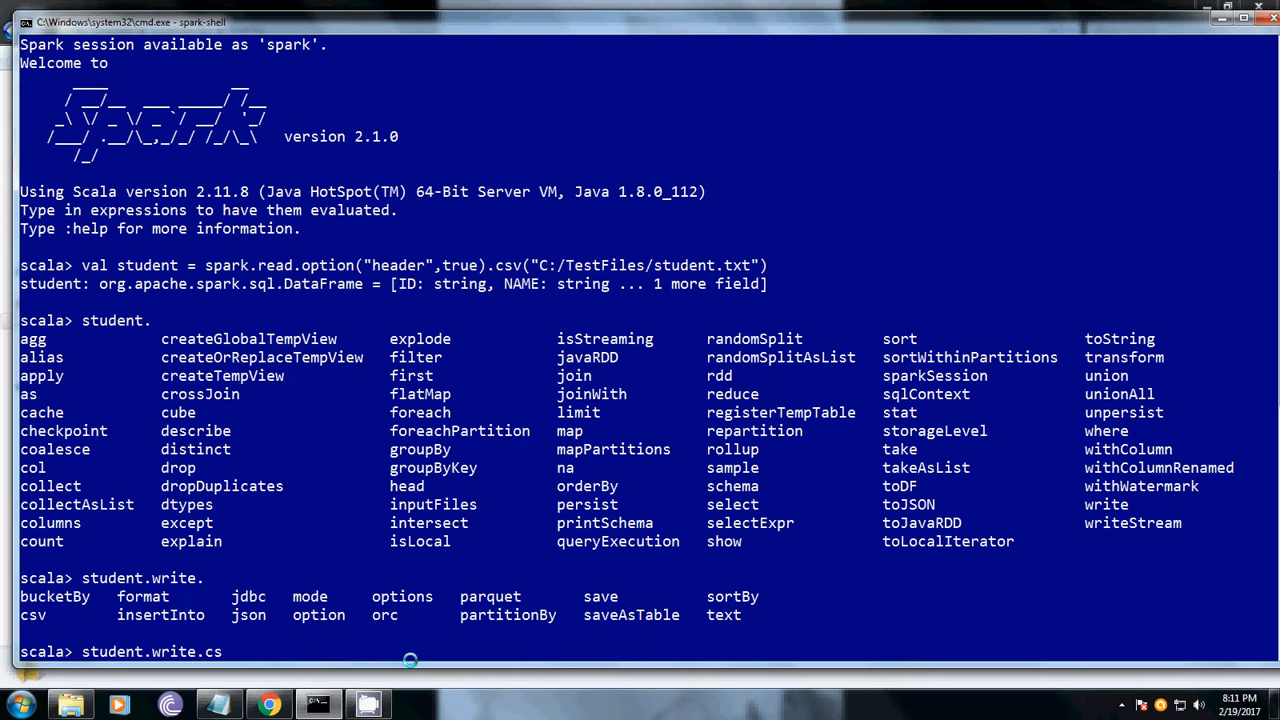 C:\Windows\system32\cmd.exe - spark-shell
Spark session available as 'spark'.
Welcome to
Spark version 2.1.0
Using Scala version 2.11.8 (Java HotSpot(TM) 64-Bit Server VM, Java 1.8.0_112)
Type in expressions to have them evaluated.
Type :help for more information.
scala> val student = spark.read.option("header",true).csv("C:/TestFiles/student.txt")
student: org.apache.spark.sql.DataFrame = [ID: string, NAME: string ... 1 more field]
scala> student.
agg createGlobalTempView explode isStreaming randomSplit sort toString
alias createOrReplaceTempView filter javaRDD randomSplitAsList sortWithinPartitions transform
apply createTempView first join rdd sparkSession union
as crossJoin flatMap joinWith reduce sqlContext unionAll
cache cube foreach limit registerTempTable stat unpersist
checkpoint describe foreachPartition map repartition storageLevel where
coalesce distinct groupBy mapPartitions rollup take withColumn
col drop groupByKey na sample takeAsList withColumnRenamed
collect dropDuplicates head orderBy schema toDF withWatermark
collectAsList dtypes inputFiles persist select toJSON write
columns except intersect printSchema selectExpr toJavaRDD writeStream
count explain isLocal queryExecution show toLocalIterator
scala> student.write.
bucketBy format jdbc mode options parquet save sortBy
csv insertInto json option orc partitionBy saveAsTable text
scala> student.write.cs
8:11 PM
2/19/2017